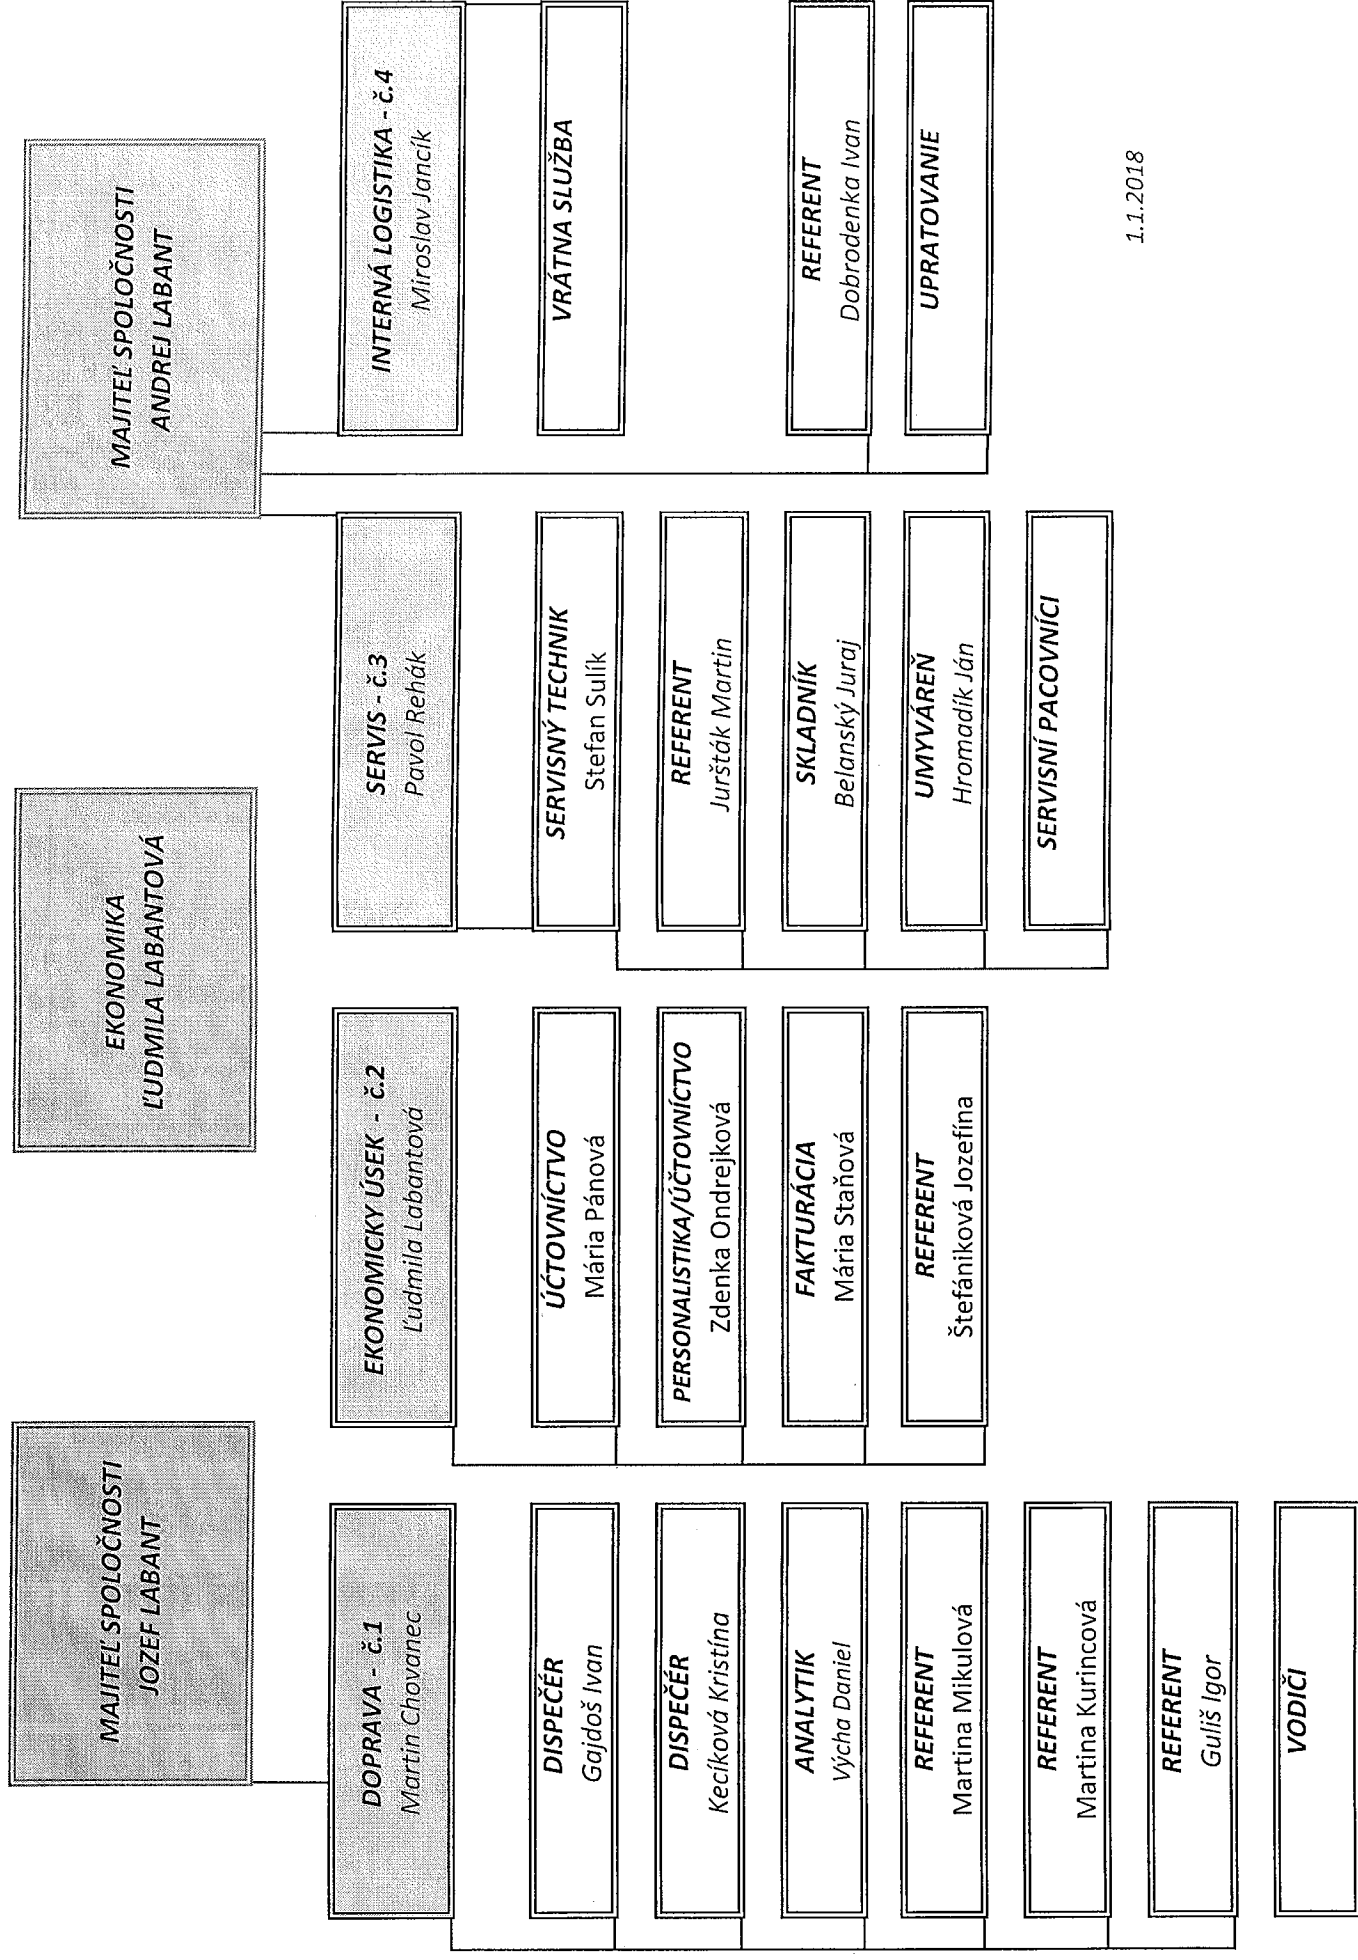 MAJITEĽ SPOLOČNOSTI
JOZEF LABANT
EKONOMIKA
ĽUDMILA LABANTOVÁ
MAJITEĽ SPOLOČNOSTI
ANDREJ LABANT
DOPRAVA - č.1
Martin Chovanec
DISPEČÉR
Gajdoš Ivan
DISPEČÉR
Kecíková Kristína
ANALYTIK
Výcha Daniel
REFERENT
Martina Mikulová
REFERENT
Martina Kurincová
REFERENT
Guliš Igor
VODIČI
EKONOMICKY ÚSEK - č.2
Ľudmila Labantová
ÚČTOVNÍCTVO
Mária Pánová
PERSONALISTIKA/ÚČTOVNÍCTVO
Zdenka Ondrejková
FAKTURÁCIA
Mária Staňová
REFERENT
Štefániková Jozefína
SERVIS - č.3
Pavol Rehák
SERVISNÝ TECHNIK
Stefan Sulík
REFERENT
Juršták Martin
SKLADNÍK
Belanský Juraj
UMYVÁREŇ
Hromadík Ján
SERVISNÍ PACOVNÍCI
INTERNÁ LOGISTIKA - č.4
Miroslav Jancík
VRÁTNA SLUŽBA
REFERENT
Dobrodenka Ivan
UPRATOVANIE
1.1.2018